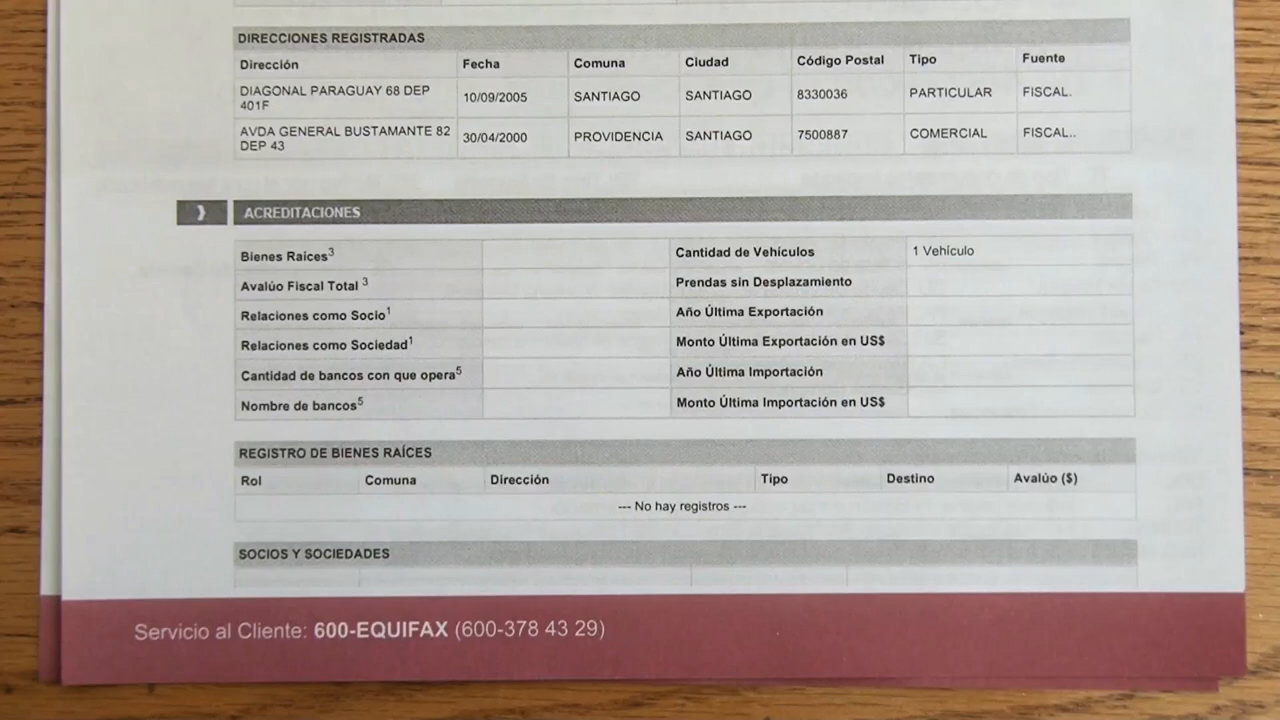 DIRECCIONES REGISTRADAS
Dirección Fecha Comuna Ciudad Código Postal Tipo Fuente
DIAGONAL PARAGUAY 68 DEP
401F 10/09/2005 SANTIAGO SANTIAGO 8330036 PARTICULAR FISCAL.
AVDA GENERAL BUSTAMANTE 82
DEP 43 30/04/2000 PROVIDENCIA SANTIAGO 7500887 COMERCIAL FISCAL..
ACREDITACIONES
Bienes Raíces³ Cantidad de Vehículos 1 Vehículo
Avalúo Fiscal Total ³ Prendas sin Desplazamiento
Relaciones como Socio¹ Año Última Exportación
Relaciones como Sociedad¹ Monto Última Exportación en US$
Cantidad de bancos con que opera⁵ Año Última Importación
Nombre de bancos⁵ Monto Última Importación en US$
REGISTRO DE BIENES RAÍCES
Rol Comuna Dirección Tipo Destino Avalúo ($)
--- No hay registros ---
SOCIOS Y SOCIEDADES
Servicio al Cliente: 600-EQUIFAX (600-378 43 29)